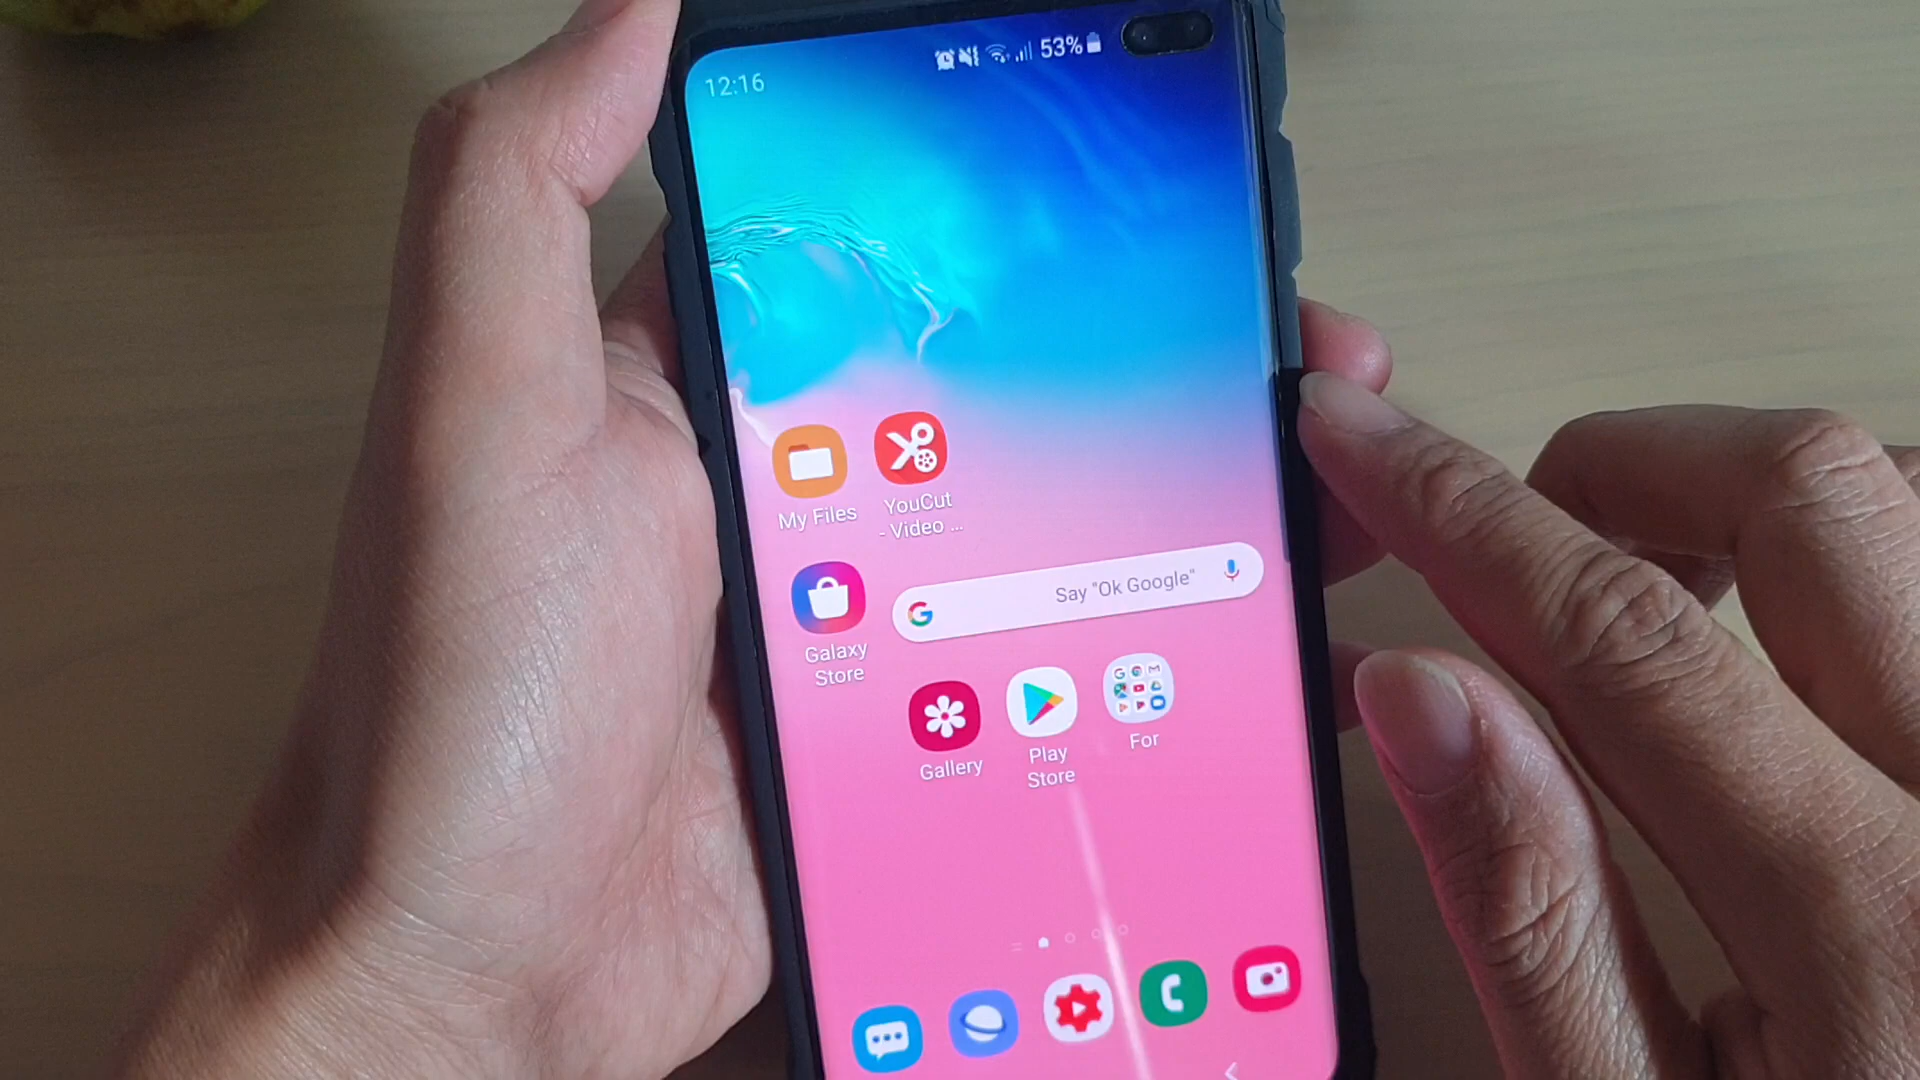 12:16
53%
My Files
YouCut
- Video ...
Galaxy
Store
G
Say "Ok Google"
Gallery
Play
Store
For